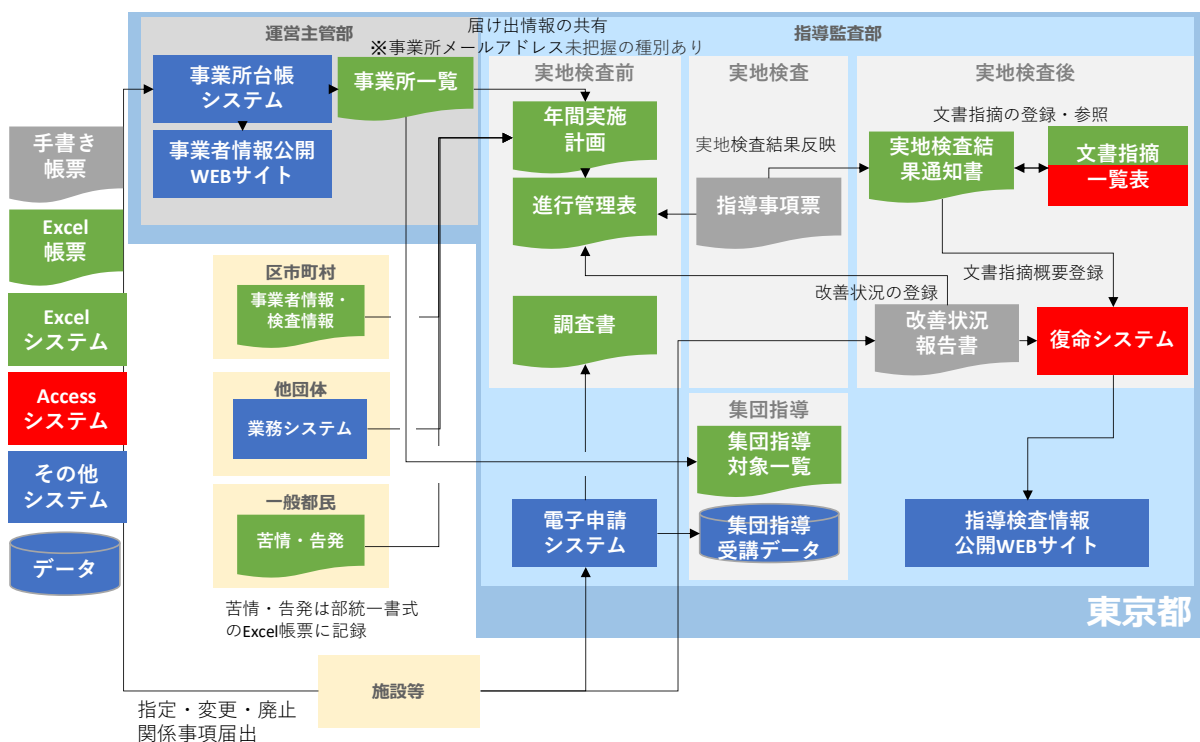 運営主管部
届け出情報の共有
※事業所メールアドレス未把握の種別あり
指導監査部
事業所台帳
システム
事業所一覧
事業者情報公開
WEBサイト
手書き
帳票
Excel
帳票
Excel
システム
Access
システム
その他
システム
データ
区市町村
事業者情報・
検査情報
他団体
業務システム
一般都民
苦情・告発
苦情・告発は部統一書式
のExcel帳票に記録
施設等
指定・変更・廃止
関係事項届出
実地検査前
年間実施
計画
進行管理表
調査書
電子申請
システム
実地検査
実地検査結果反映
指導事項票
集団指導
集団指導
対象一覧
集団指導
受講データ
実地検査後
文書指摘の登録・参照
実地検査結
果通知書
文書指摘
一覧表
文書指摘概要登録
改善状況の登録
改善状況
報告書
復命システム
指導検査情報
公開WEBサイト
東京都